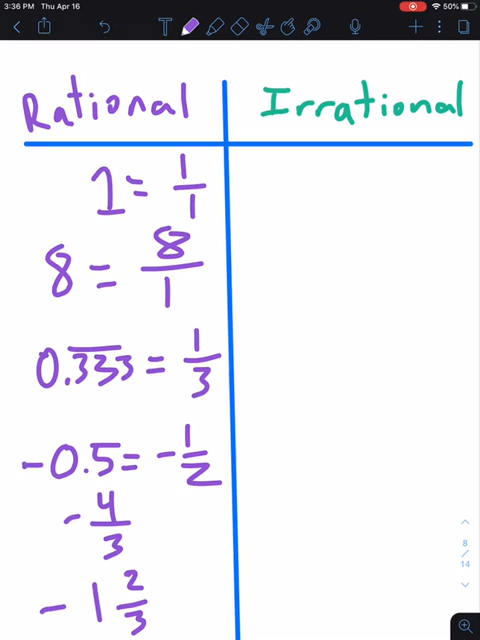 3:36 PM Thu Apr 16 50%
Rational Irrational
1 = 1/1
8 = 8/1
0.333 = 1/3
-0.5 = -1/2
-4/3
-1 2/3
8
/
14